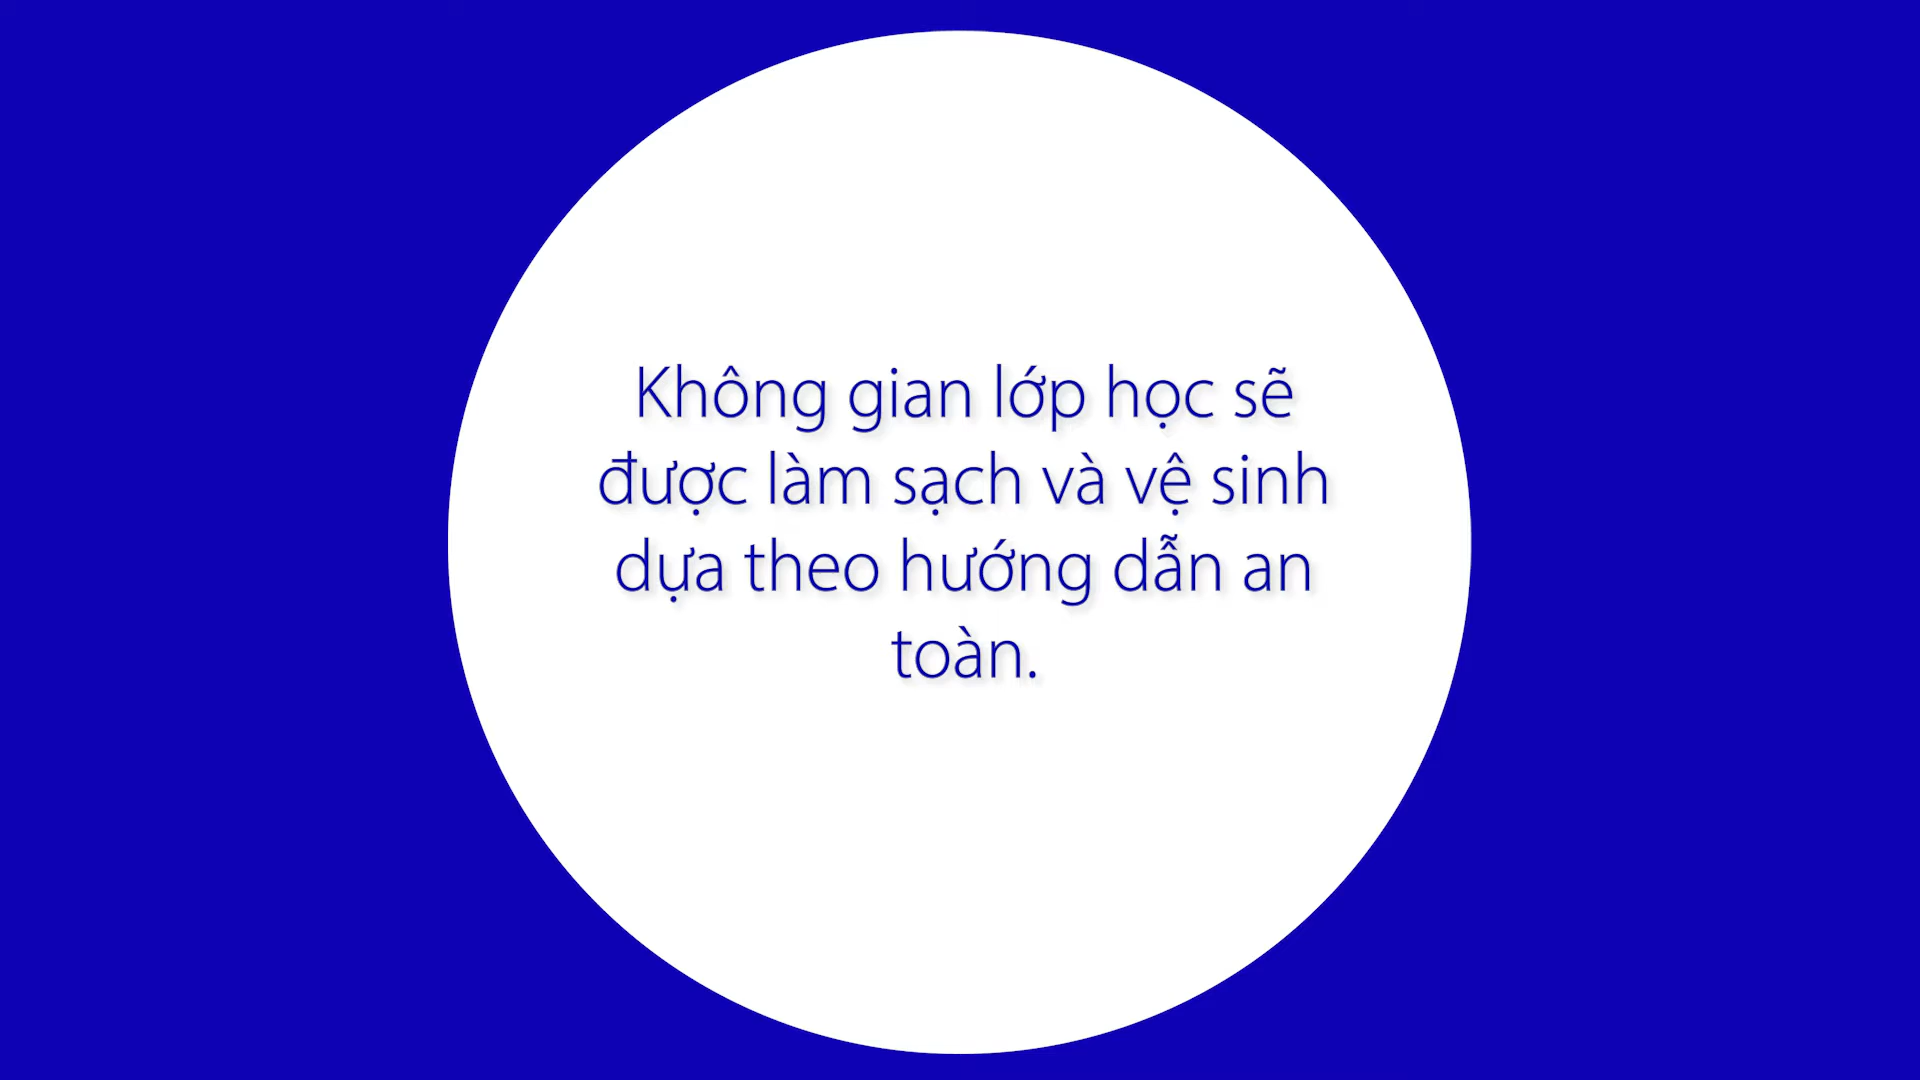 Không gian lớp học sẽ
được làm sạch và vệ sinh
dựa theo hướng dẫn an
toàn.